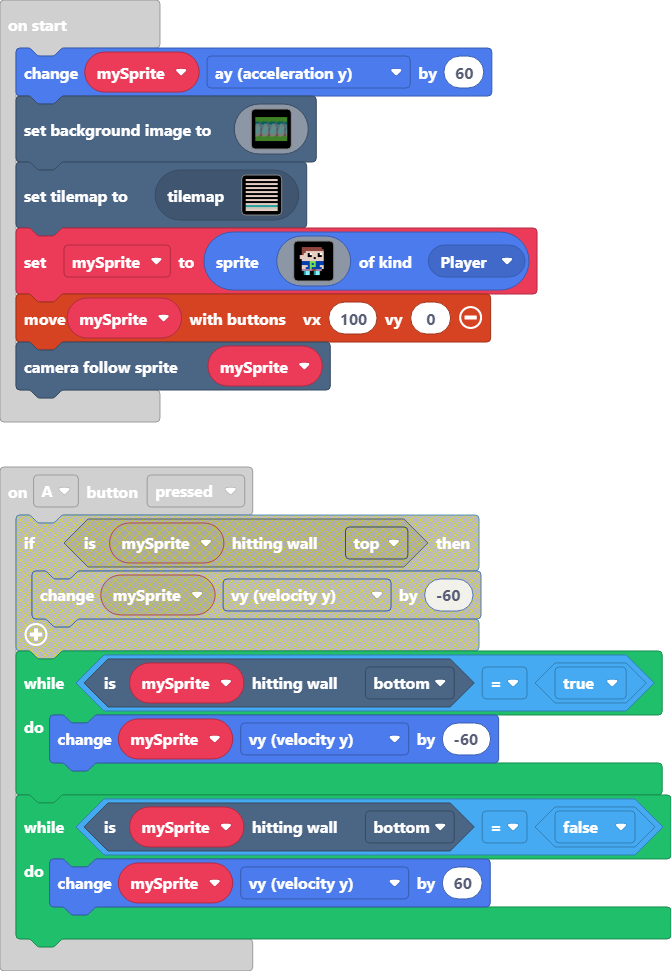 on start
change mySprite ay (acceleration y) by 60
set background image to
set tilemap to tilemap
set mySprite to sprite of kind Player
move mySprite with buttons vx 100 vy 0
camera follow sprite mySprite
on A button pressed
if is mySprite hitting wall top then
change mySprite vy (velocity y) by -60
while is mySprite hitting wall bottom = true
do change mySprite vy (velocity y) by -60
while is mySprite hitting wall bottom = false
do change mySprite vy (velocity y) by 60